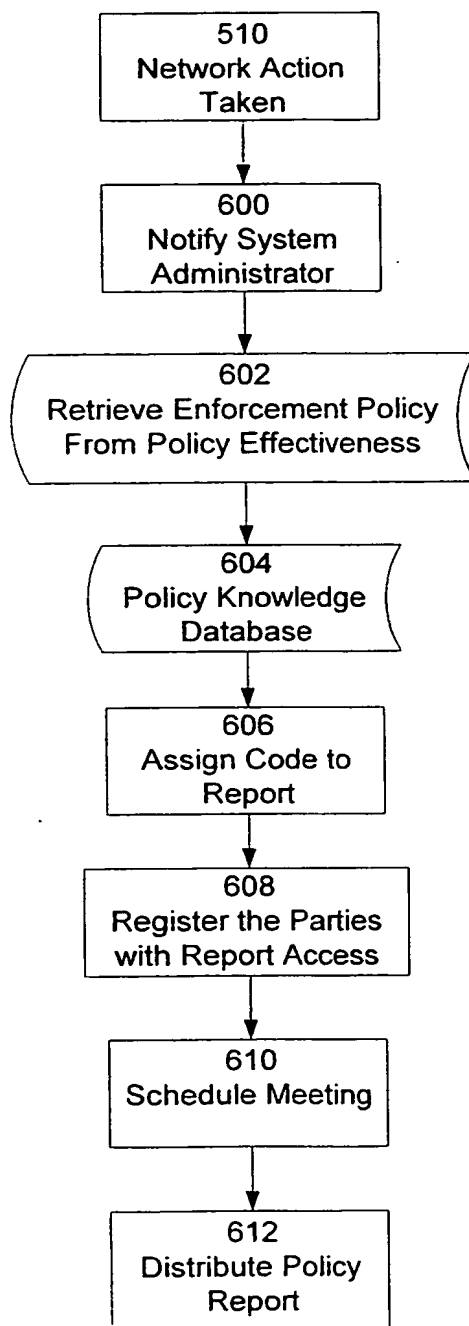 510
Network Action
Taken
600
Notify System
Administrator
602
Retrieve Enforcement Policy
From Policy Effectiveness
604
Policy Knowledge
Database
606
Assign Code to
Report
608
Register the Parties
with Report Access
610
Schedule Meeting
612
Distribute Policy
Report